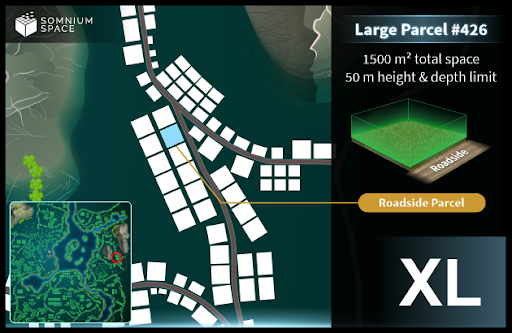 SOMNIUM
SPACE
Large Parcel #426
1500 m² total space
50 m height & depth limit
Roadside
Roadside Parcel
XL